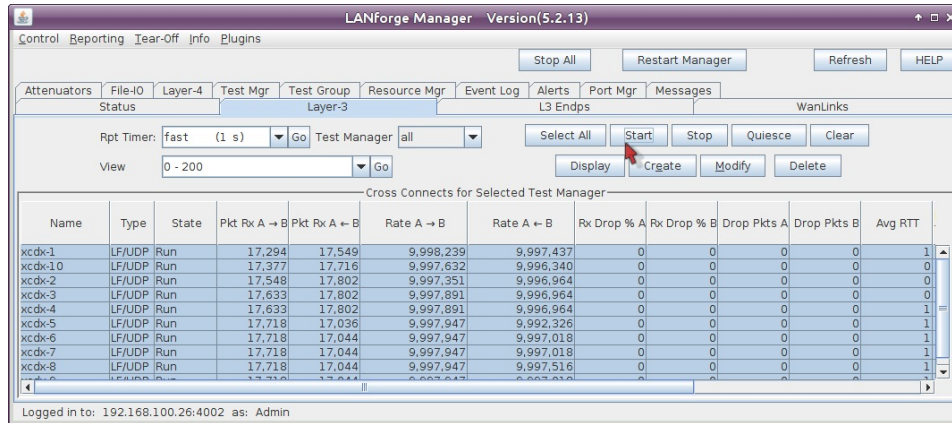 LANforge Manager Version(5.2.13)
Control Reporting Tear-Off Info Plugins
Stop All Restart Manager Refresh HELP
Attenuators File-IO Layer-4 Test Mgr Test Group Resource Mgr Event Log Alerts Port Mgr Messages
Status Layer-3 L3 Endps WanLinks
Rpt Timer: fast (1 s) Go Test Manager all Select All Start Stop Quiesce Clear
View 0 - 200 Go Display Create Modify Delete
Cross Connects for Selected Test Manager
Name Type State Pkt Rx A → B Pkt Rx A ← B Rate A → B Rate A ← B Rx Drop % A Rx Drop % B Drop Pkts A Drop Pkts B Avg RTT
xcdx-1 LF/UDP Run 17,294 17,549 9,998,239 9,997,437 0 0 0 0 1
xcdx-10 LF/UDP Run 17,377 17,716 9,997,632 9,996,340 0 0 0 0 0
xcdx-2 LF/UDP Run 17,548 17,802 9,997,351 9,996,964 0 0 0 0 0
xcdx-3 LF/UDP Run 17,633 17,802 9,997,891 9,996,964 0 0 0 0 0
xcdx-4 LF/UDP Run 17,633 17,802 9,997,891 9,996,964 0 0 0 0 1
xcdx-5 LF/UDP Run 17,718 17,036 9,997,947 9,992,326 0 0 0 0 1
xcdx-6 LF/UDP Run 17,718 17,044 9,997,947 9,997,018 0 0 0 0 1
xcdx-7 LF/UDP Run 17,718 17,044 9,997,947 9,997,018 0 0 0 0 1
xcdx-8 LF/UDP Run 17,718 17,044 9,997,947 9,997,516 0 0 0 0 1
Logged in to: 192.168.100.26:4002 as: Admin